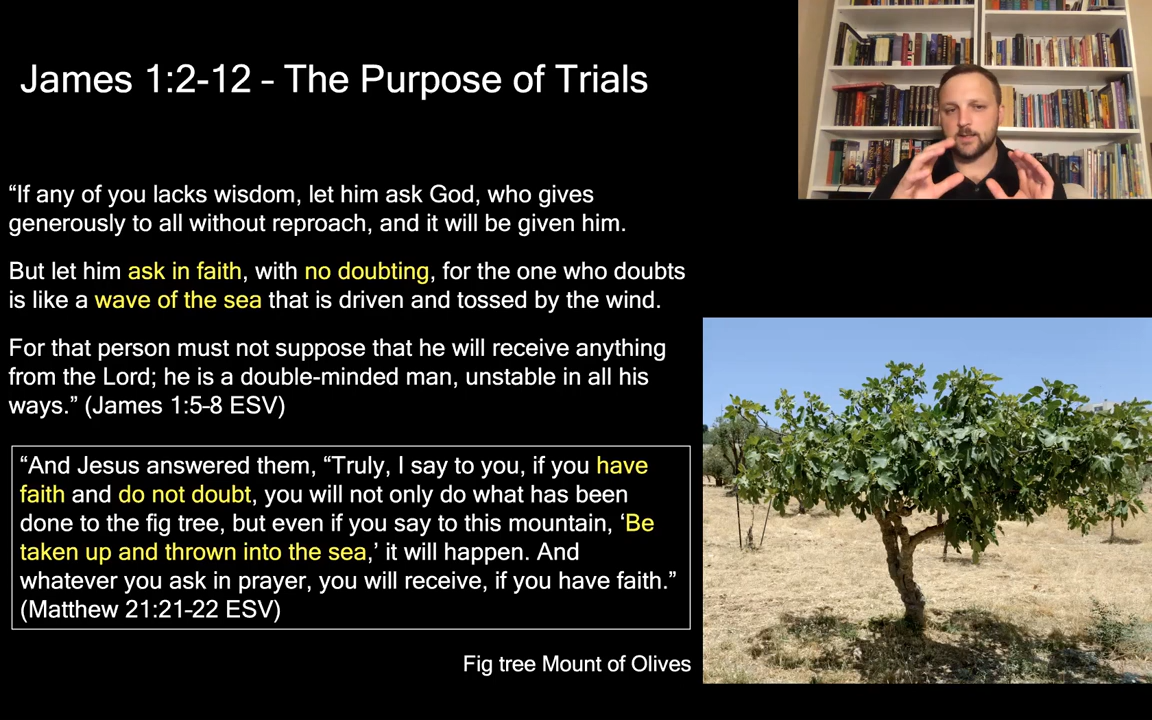 James 1:2-12 – The Purpose of Trials
“If any of you lacks wisdom, let him ask God, who gives
generously to all without reproach, and it will be given him.
But let him ask in faith, with no doubting, for the one who doubts
is like a wave of the sea that is driven and tossed by the wind.
For that person must not suppose that he will receive anything
from the Lord; he is a double-minded man, unstable in all his
ways.” (James 1:5–8 ESV)
“And Jesus answered them, “Truly, I say to you, if you have
faith and do not doubt, you will not only do what has been
done to the fig tree, but even if you say to this mountain, ‘Be
taken up and thrown into the sea,’ it will happen. And
whatever you ask in prayer, you will receive, if you have faith.”
(Matthew 21:21–22 ESV)
Fig tree Mount of Olives